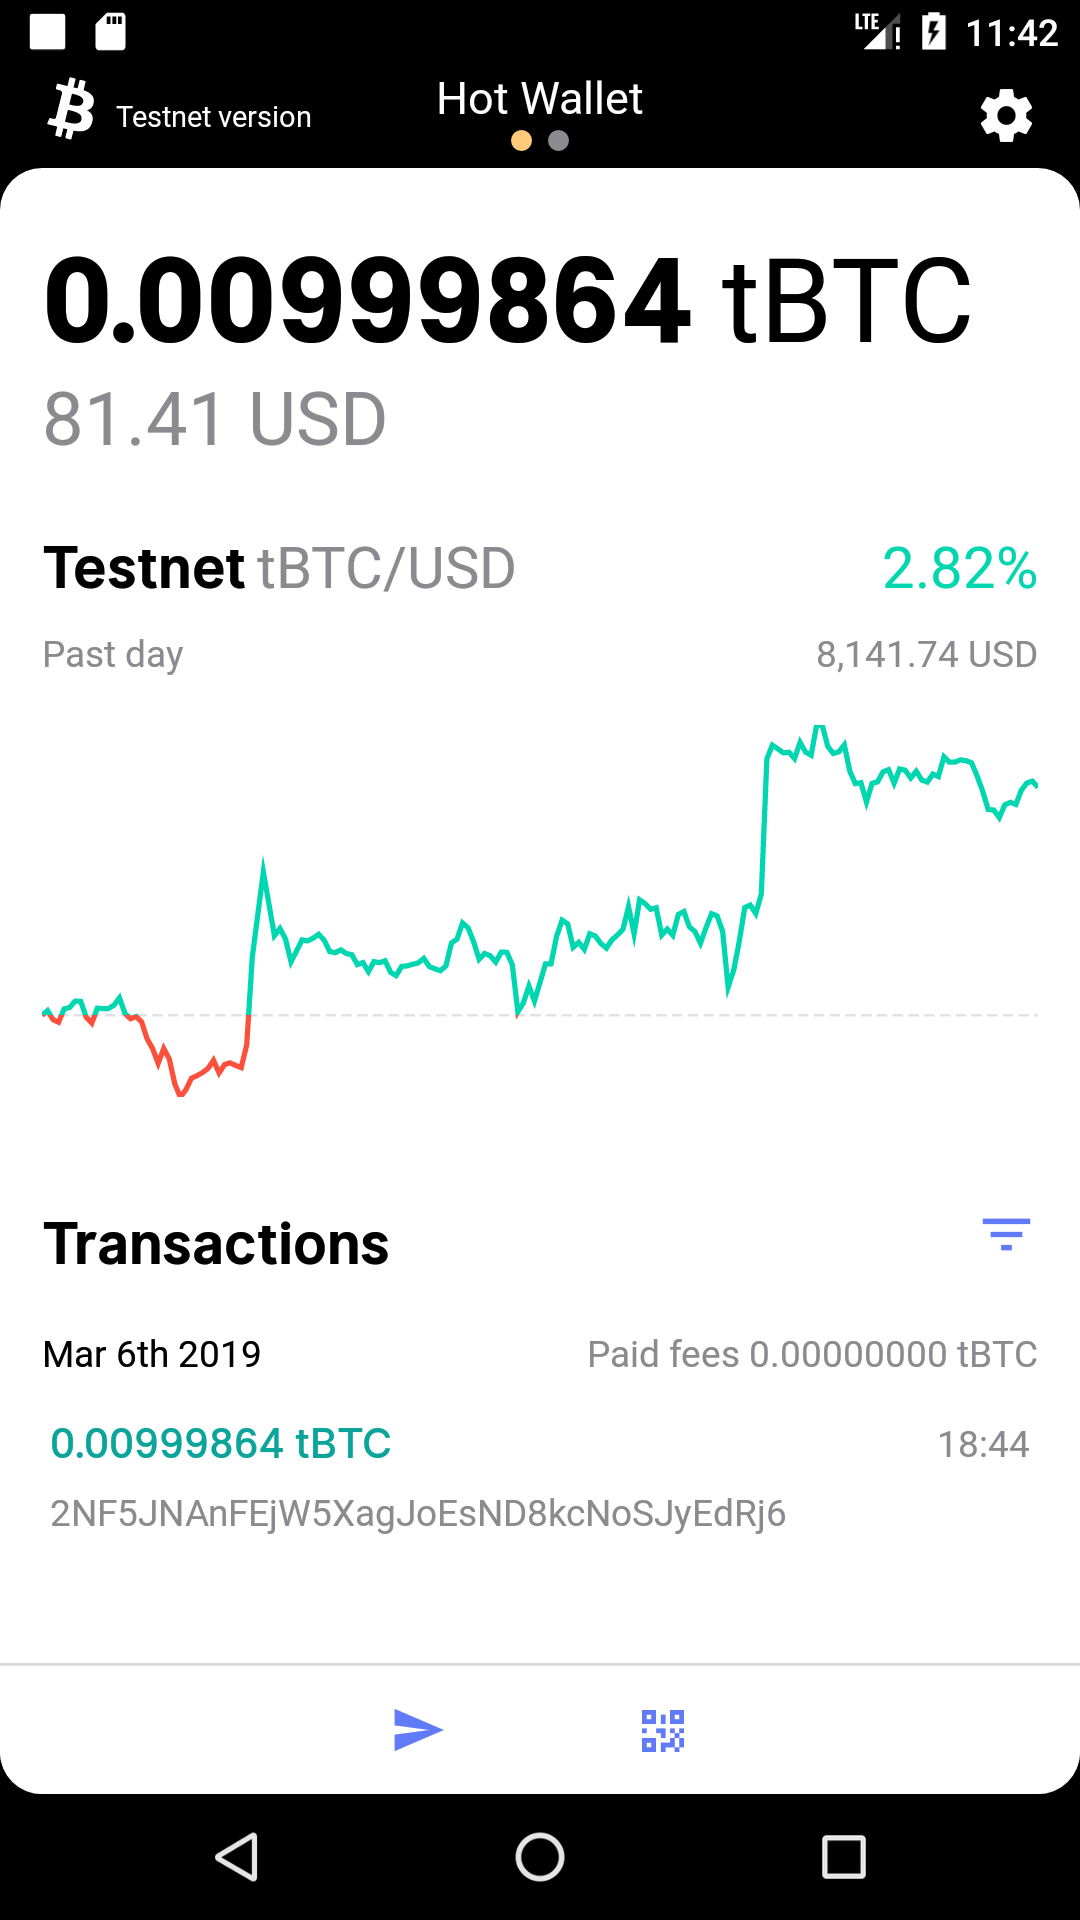 LTE 11:42
Testnet version
Hot Wallet
0.00999864 tBTC
81.41 USD
Testnet tBTC/USD 2.82%
Past day 8,141.74 USD
Transactions
Mar 6th 2019 Paid fees 0.00000000 tBTC
0.00999864 tBTC 18:44
2NF5JNAnFEjW5XagJoEsND8kcNoSJyEdRj6